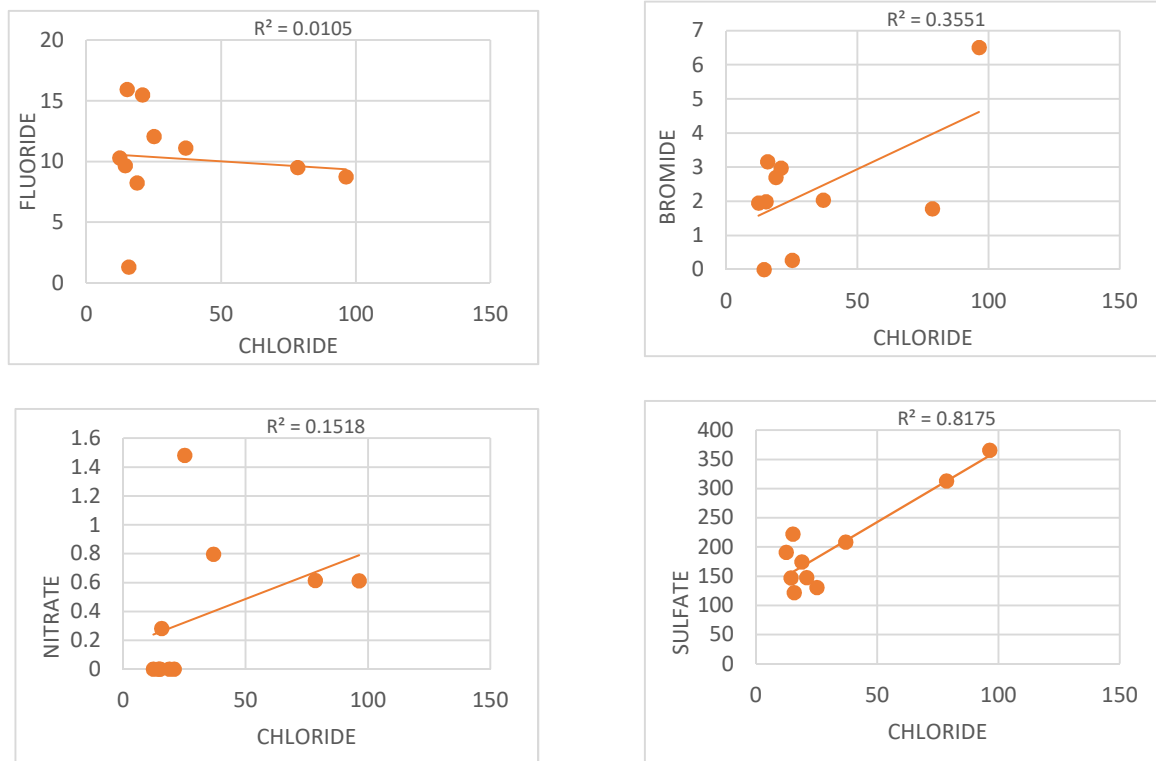 R² = 0.0105
20
15
10
5
0
FLUORIDE
0 50 100 150
CHLORIDE
R² = 0.3551
7
6
5
4
3
2
1
0
BROMIDE
0 50 100 150
CHLORIDE
R² = 0.1518
1.6
1.4
1.2
1
0.8
0.6
0.4
0.2
0
NITRATE
0 50 100 150
CHLORIDE
R² = 0.8175
400
350
300
250
200
150
100
50
0
SULFATE
0 50 100 150
CHLORIDE